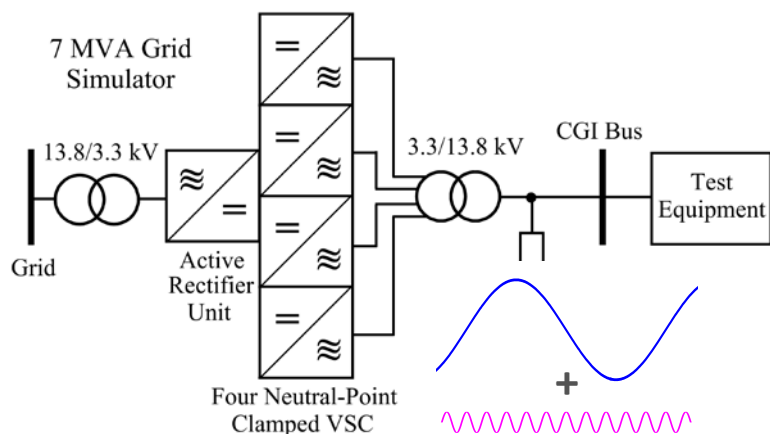 7 MVA Grid
Simulator
13.8/3.3 kV
3.3/13.8 kV
CGI Bus
Test
Equipment
Grid
Active
Rectifier
Unit
Four Neutral-Point
Clamped VSC
+